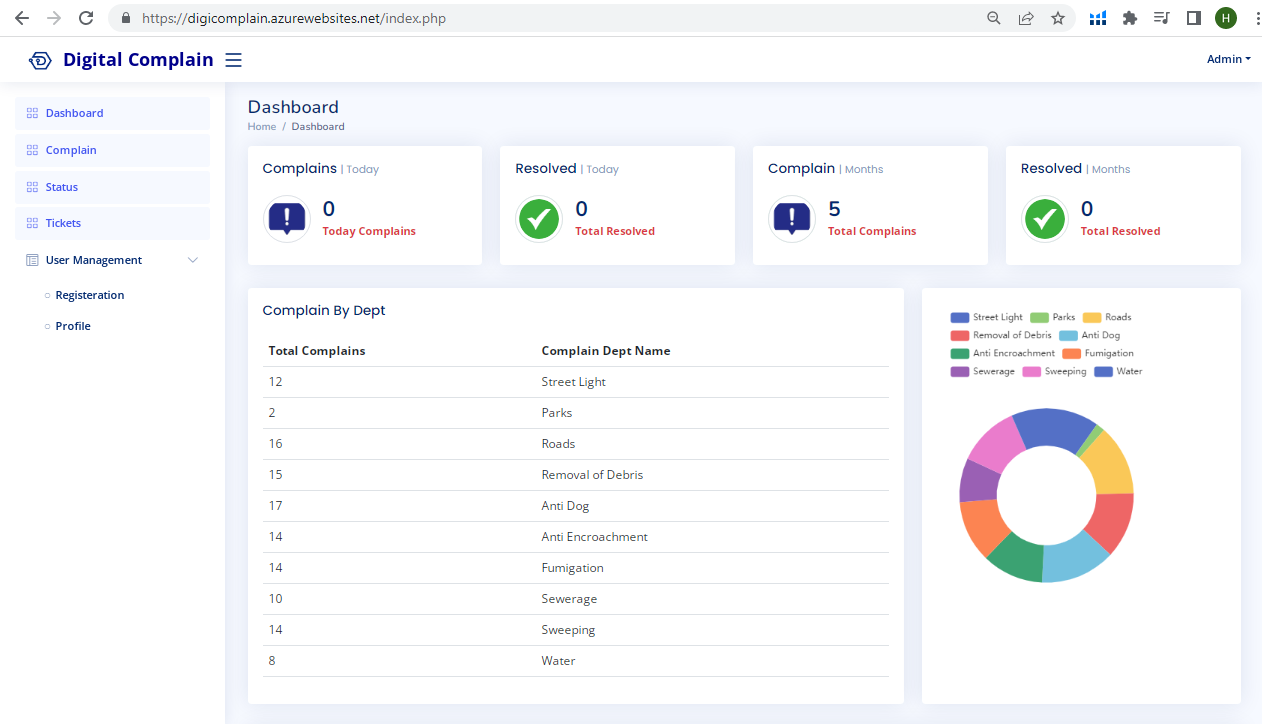 https://digicomplain.azurewebsites.net/index.php
H
Digital Complain
Admin
Dashboard
Complain
Status
Tickets
User Management
Registeration
Profile
Dashboard
Home / Dashboard
Complains | Today
0
Today Complains
Resolved | Today
0
Total Resolved
Complain | Months
5
Total Complains
Resolved | Months
0
Total Resolved
Complain By Dept
Total Complains Complain Dept Name
12 Street Light
2 Parks
16 Roads
15 Removal of Debris
17 Anti Dog
14 Anti Encroachment
14 Fumigation
10 Sewerage
14 Sweeping
8 Water
Street Light Parks Roads
Removal of Debris Anti Dog
Anti Encroachment Fumigation
Sewerage Sweeping Water